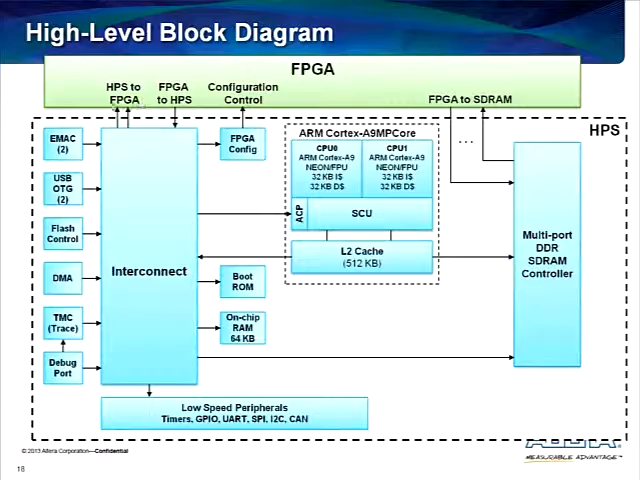 High-Level Block Diagram
FPGA
HPS to
FPGA
FPGA
to HPS
Configuration
Control
FPGA to SDRAM
HPS
EMAC
(2)
FPGA
Config
ARM Cortex-A9MPCore
CPU0
ARM Cortex-A9
NEON/FPU
32 KB I$
32 KB D$
CPU1
ARM Cortex-A9
NEON/FPU
32 KB I$
32 KB D$
...
USB
OTG
(2)
ACP
SCU
Flash
Control
L2 Cache
(512 KB)
Multi-port
DDR
SDRAM
Controller
Interconnect
DMA
Boot
ROM
TMC
(Trace)
On-chip
RAM
64 KB
Debug
Port
Low Speed Peripherals
Timers, GPIO, UART, SPI, I2C, CAN
© 2013 Altera Corporation—Confidential
MEASURABLE ADVANTAGE™
18